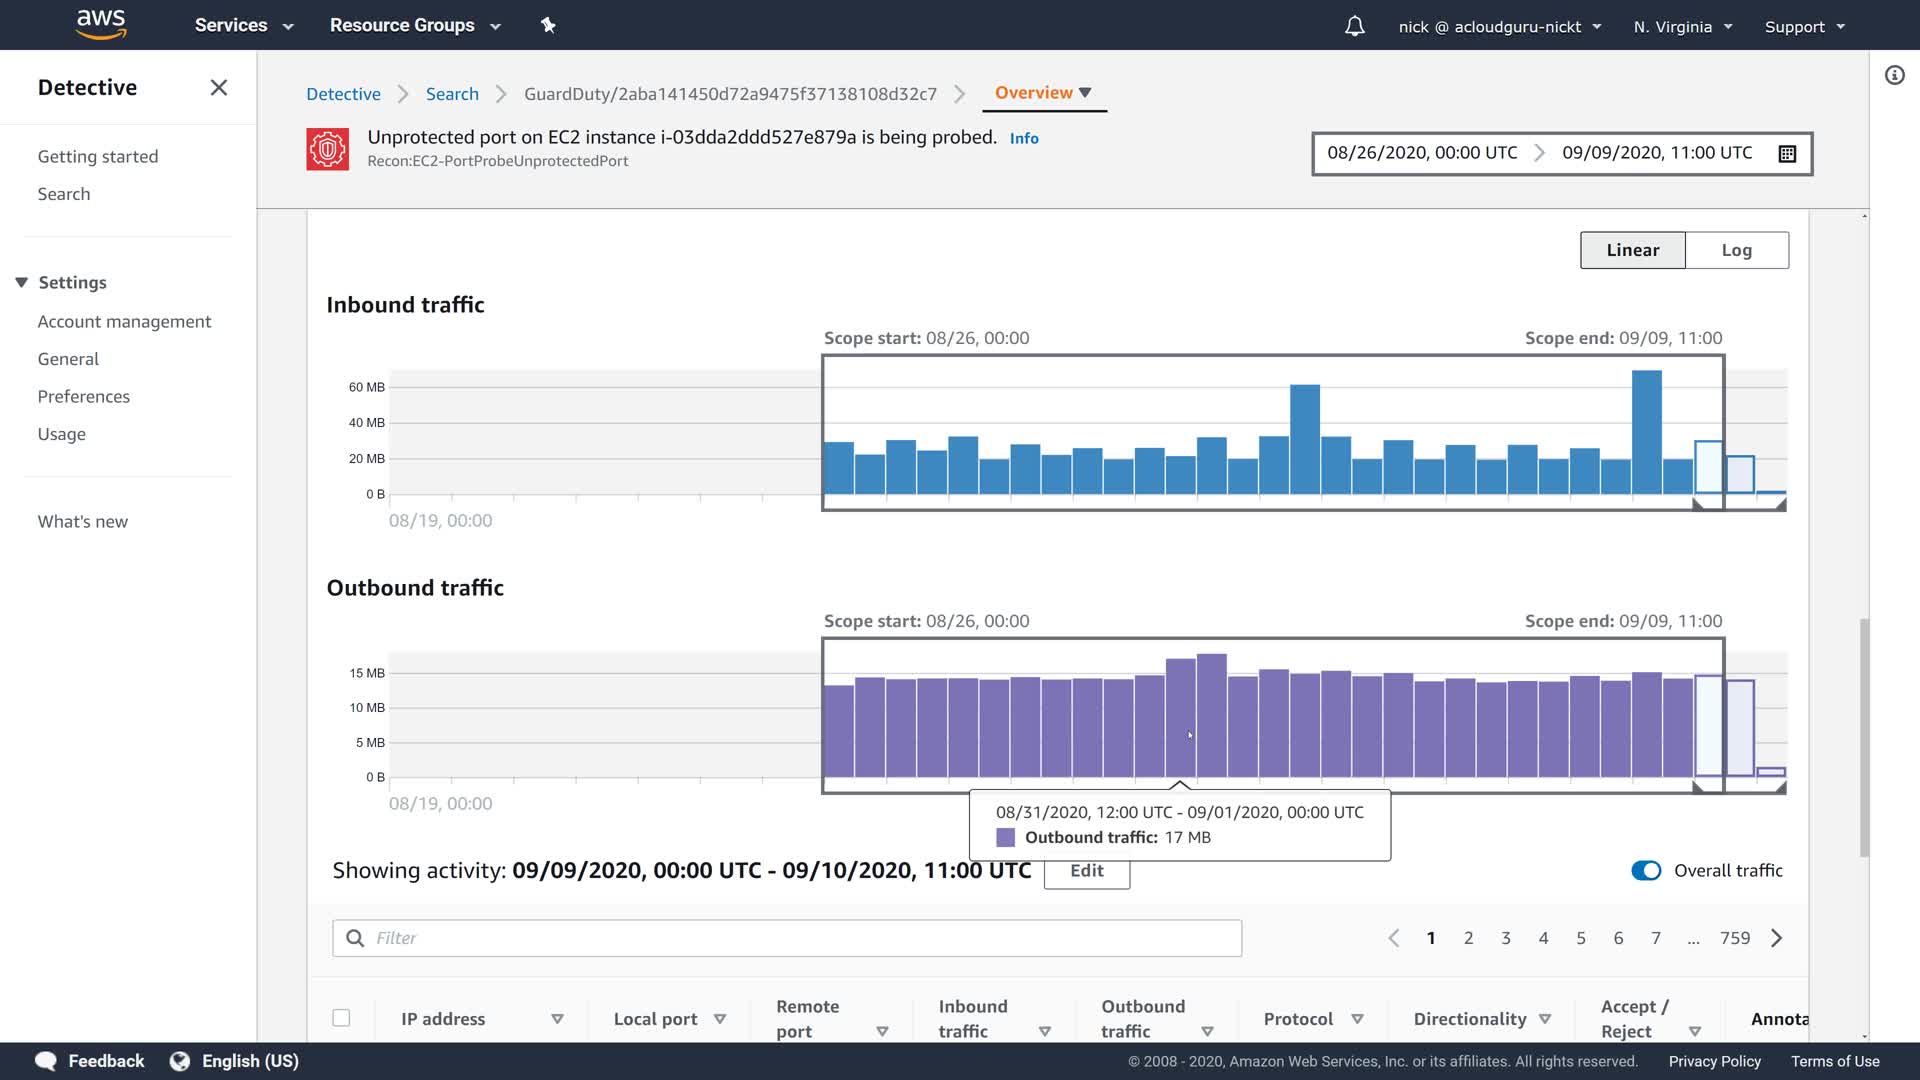 aws
Services
Resource Groups
nick @ acloudguru-nickt
N. Virginia
Support
Detective
Getting started
Search
Settings
Account management
General
Preferences
Usage
What's new
Detective
Search
GuardDuty/2aba141450d72a9475f37138108d32c7
Overview
Unprotected port on EC2 instance i-03dda2ddd527e879a is being probed. Info
Recon:EC2-PortProbeUnprotectedPort
08/26/2020, 00:00 UTC
09/09/2020, 11:00 UTC
Linear
Log
Inbound traffic
Scope start: 08/26, 00:00
Scope end: 09/09, 11:00
60 MB
40 MB
20 MB
0 B
08/19, 00:00
Outbound traffic
Scope start: 08/26, 00:00
Scope end: 09/09, 11:00
15 MB
10 MB
5 MB
0 B
08/19, 00:00
08/31/2020, 12:00 UTC - 09/01/2020, 00:00 UTC
Outbound traffic: 17 MB
Showing activity: 09/09/2020, 00:00 UTC - 09/10/2020, 11:00 UTC
Edit
Overall traffic
Filter
1 2 3 4 5 6 7 ... 759
IP address
Local port
Remote port
Inbound traffic
Outbound traffic
Protocol
Directionality
Accept / Reject
Annota
Feedback
English (US)
© 2008 - 2020, Amazon Web Services, Inc. or its affiliates. All rights reserved.
Privacy Policy
Terms of Use